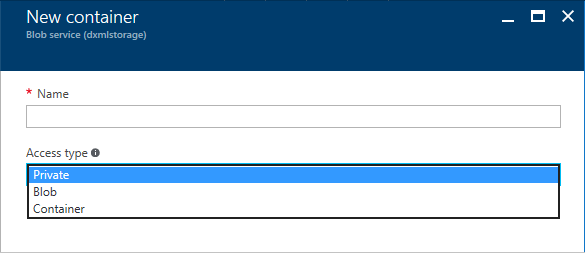 New container
Blob service (dxmlstorage)
* Name
Access type
Private
Blob
Container